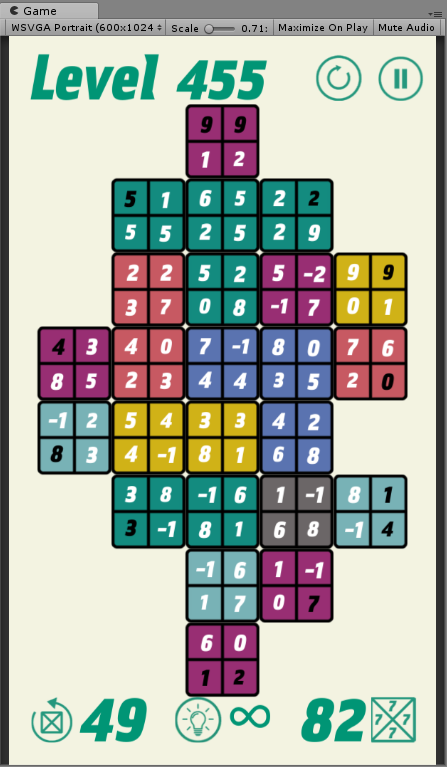 Game
WSVGA Portrait (600x1024 Scale 0.71: Maximize On Play Mute Audio
Level 455
9 9
1 2
5 1 6 5 2 2
5 5 2 5 2 9
2 2 5 2 5 -2 9 9
3 7 0 8 -1 7 0 1
4 3 4 0 7 -1 8 0 7 6
8 5 2 3 4 4 3 5 2 0
-1 2 5 4 3 3 4 2
8 3 4 -1 8 1 6 8
3 8 -1 6 1 -1 8 1
3 -1 8 1 6 8 -1 4
-1 6 1 -1
1 7 0 7
6 0
1 2
49 ∞ 82 7 7 7 7